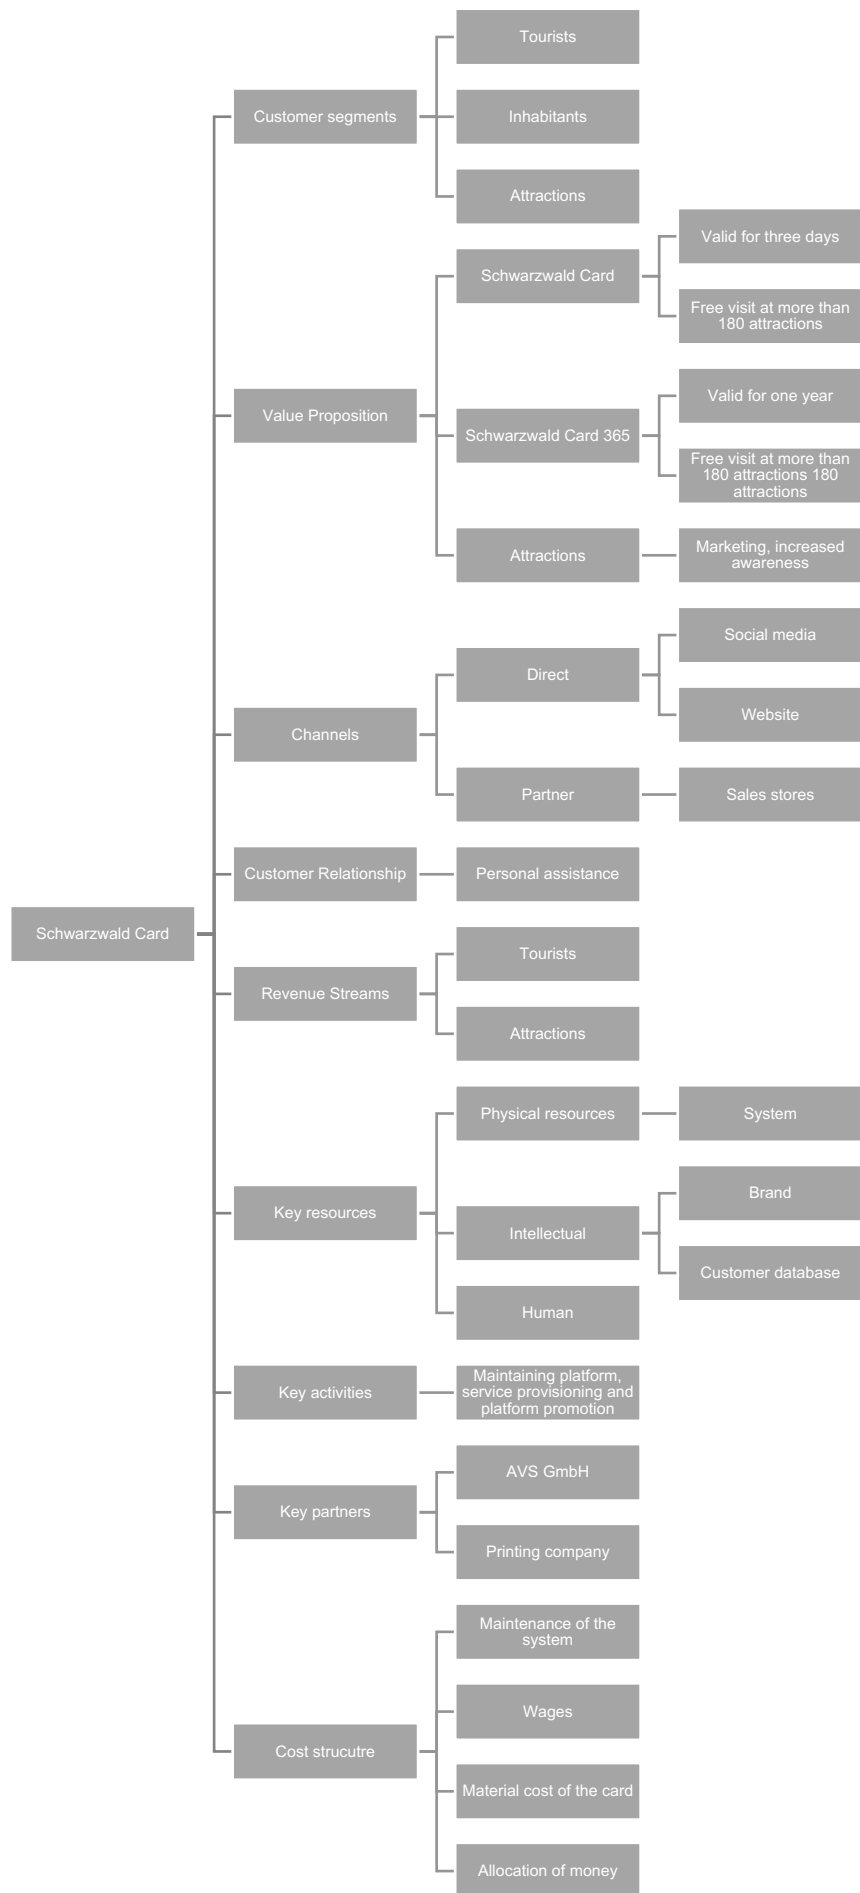 Schwarzwald Card
Customer segments
Tourists
Inhabitants
Attractions
Value Proposition
Schwarzwald Card
Valid for three days
Free visit at more than
180 attractions
Schwarzwald Card 365
Valid for one year
Free visit at more than
180 attractions 180
attractions
Attractions
Marketing, increased
awareness
Channels
Direct
Social media
Website
Partner
Sales stores
Customer Relationship
Personal assistance
Revenue Streams
Tourists
Attractions
Key resources
Physical resources
System
Intellectual
Brand
Customer database
Human
Key activities
Maintaining platform,
service provisioning and
platform promotion
Key partners
AVS GmbH
Printing company
Cost strucutre
Maintenance of the
system
Wages
Material cost of the card
Allocation of money